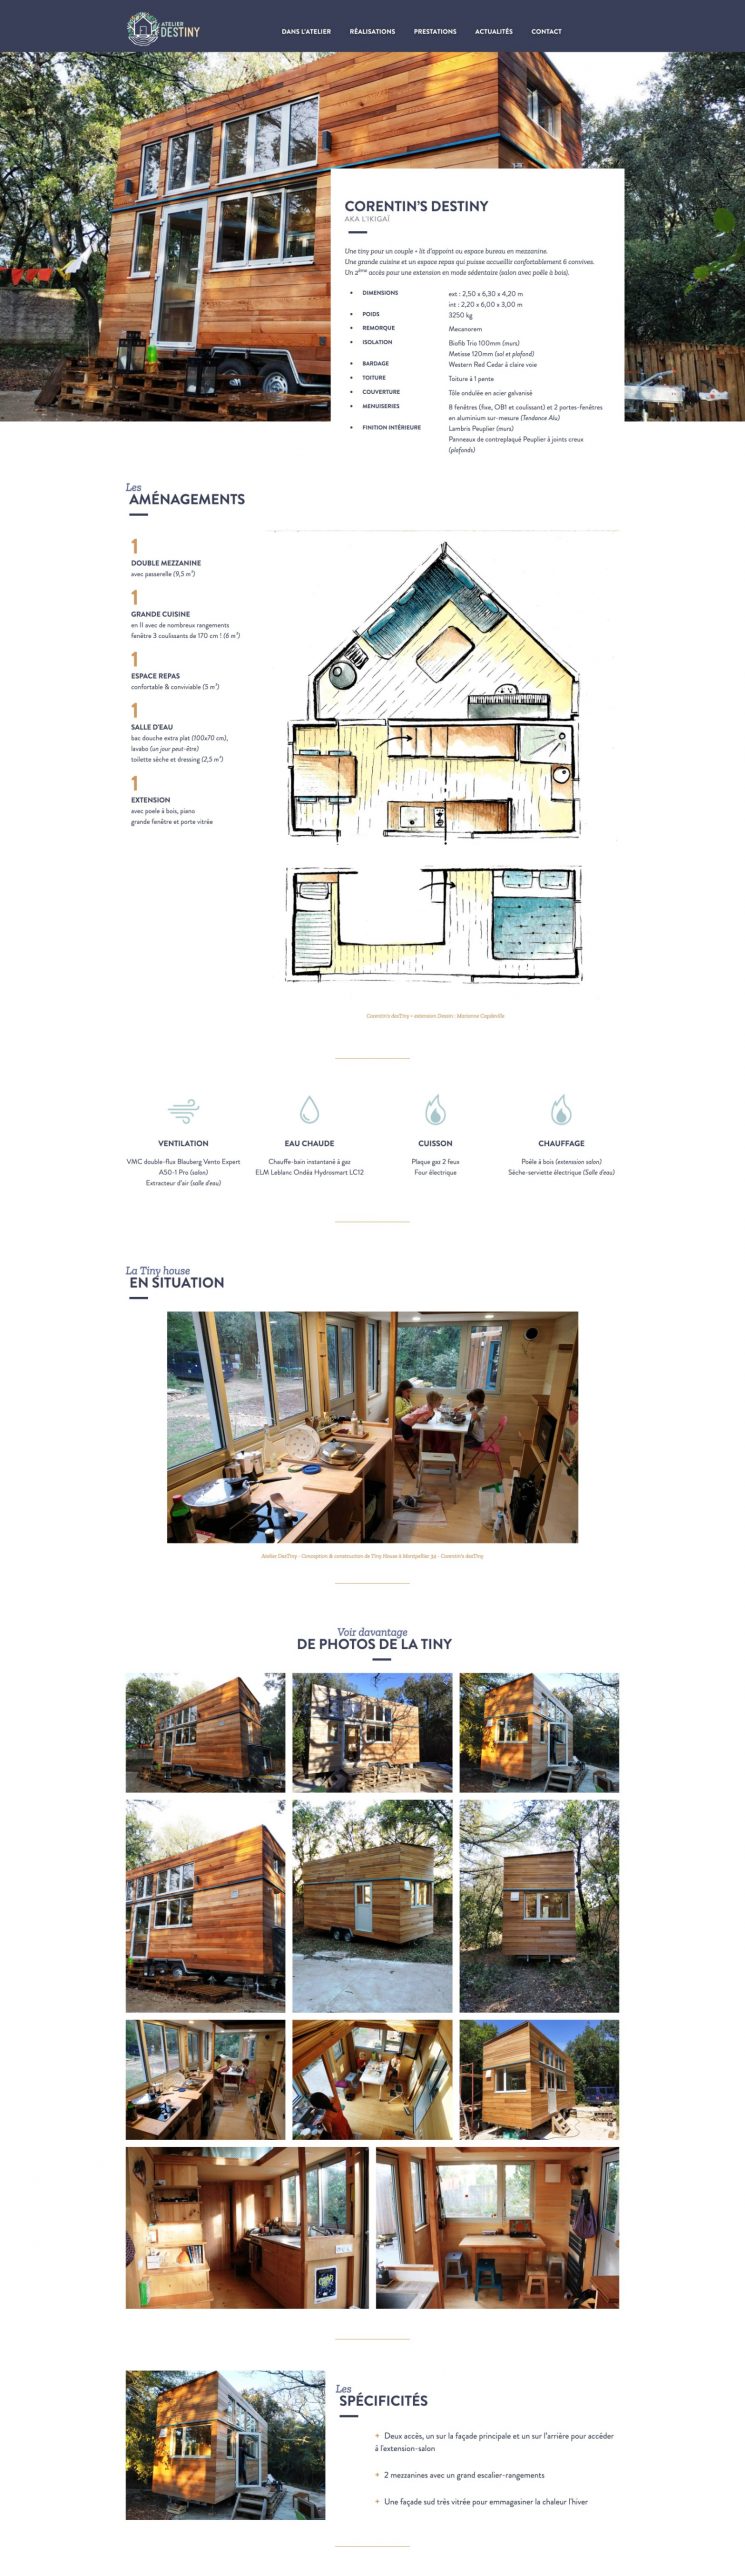 ATELIER
DESTINY
DANS L'ATELIER
RÉALISATIONS
PRESTATIONS
ACTUALITÉS
CONTACT
CORENTIN'S DESTINY
AKA L'IKIGAÏ
Une tiny pour un couple + lit d'appoint ou espace bureau en mezzanine.
Une grande cuisine et un espace repas qui puisse accueillir confortablement 6 convives.
Un 2ème accès pour une extension en mode sédentaire (salon avec poêle à bois).
• DIMENSIONS
ext : 2,50 x 6,30 x 4,20 m
int : 2,20 x 6,00 x 3,00 m
• POIDS
3250 kg
• REMORQUE
Mecanorem
• ISOLATION
Biofib Trio 100mm (murs)
Metisse 120mm (sol et plafond)
• BARDAGE
Western Red Cedar à claire voie
• TOITURE
Toiture à 1 pente
• COUVERTURE
Tôle ondulée en acier galvanisé
• MENUISERIES
8 fenêtres (fixe, OB1 et coulissant) et 2 portes-fenêtres
en aluminium sur-mesure (Tendance Alu)
• FINITION INTÉRIEURE
Lambris Peuplier (murs)
Panneaux de contreplaqué Peuplier à joints creux
(plafonds)
Les
AMÉNAGEMENTS
1
DOUBLE MEZZANINE
avec passerelle (9,5 m²)
1
GRANDE CUISINE
en II avec de nombreux rangements
fenêtre 3 coulissants de 170 cm ! (6 m²)
1
ESPACE REPAS
confortable & conviviable (5 m²)
1
SALLE D'EAU
bac douche extra plat (100x70 cm),
lavabo (un jour peut-être)
toilette sèche et dressing (2,5 m²)
1
EXTENSION
avec poele à bois, piano
grande fenêtre et porte vitrée
Corentin's desTiny + extension Dessin : Marianne Capdeville
VENTILATION
VMC double-flux Blauberg Vento Expert
A50-1 Pro (salon)
Extracteur d'air (salle d'eau)
EAU CHAUDE
Chauffe-bain instantané à gaz
ELM Leblanc Ondéa Hydrosmart LC12
CUISSON
Plaque gaz 2 feux
Four électrique
CHAUFFAGE
Poêle à bois (extension salon)
Sèche-serviette électrique (Salle d'eau)
La Tiny house
EN SITUATION
Atelier DesTiny - Conception & construction de Tiny House à Montpellier 34 - Corentin's desTiny
Voir davantage
DE PHOTOS DE LA TINY
Les
SPÉCIFICITÉS
+ Deux accès, un sur la façade principale et un sur l'arrière pour accéder
à l'extension-salon
+ 2 mezzanines avec un grand escalier-rangements
+ Une façade sud très vitrée pour emmagasiner la chaleur l'hiver